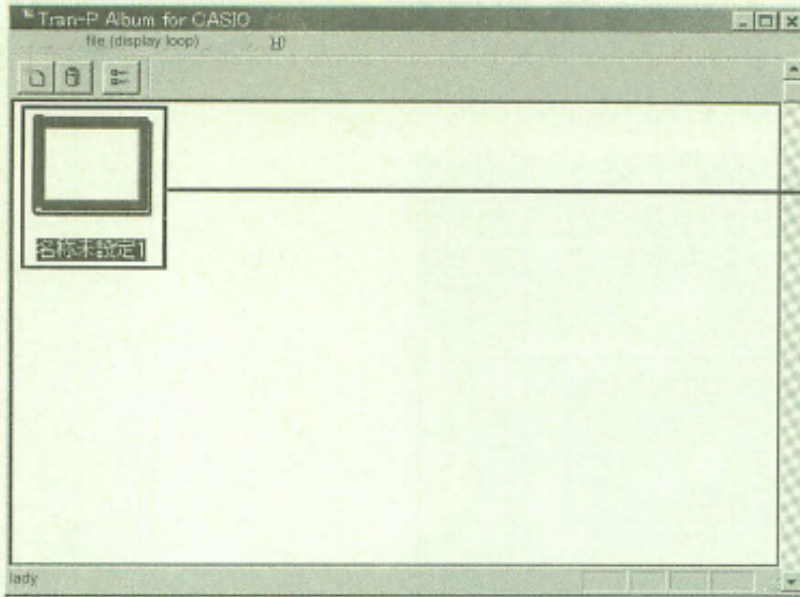 Tran-P Album for CASIO
file (display loop) H)
名称未設定1
lady